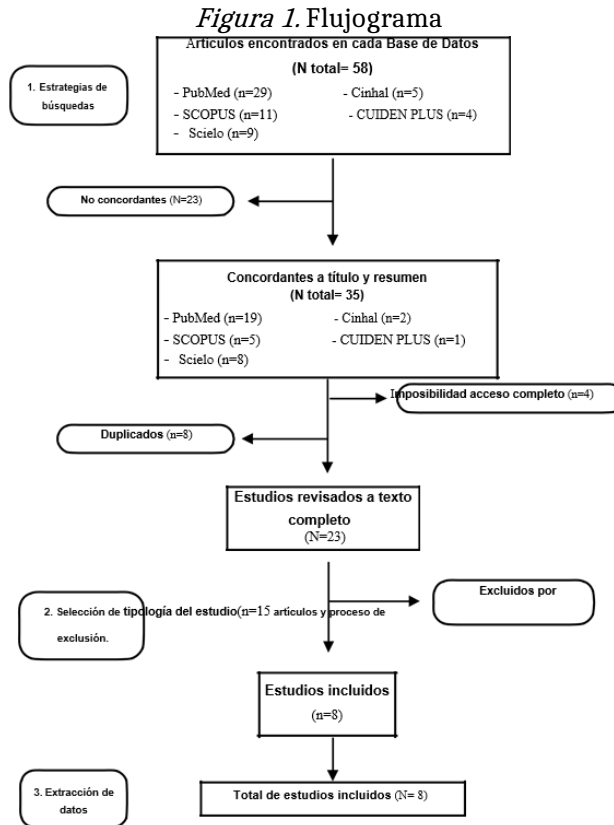 Figura 1. Flujograma
Artículos encontrados en cada Base de Datos
(N total= 58)
- PubMed (n=29)
- Cinhal (n=5)
- SCOPUS (n=11)
- CUIDEN PLUS (n=4)
- Scielo (n=9)
1. Estrategias de
búsquedas
No concordantes (N=23)
Concordantes a título y resumen
(N total= 35)
- PubMed (n=19)
- Cinhal (n=2)
- SCOPUS (n=5)
- CUIDEN PLUS (n=1)
- Scielo (n=8)
Imposibilidad acceso completo (n=4)
Duplicados (n=8)
Estudios revisados a texto
completo
(N=23)
Excluidos por
2. Selección de tipología del estudio(n=15 artículos y proceso de
exclusión.
Estudios incluidos
(n=8)
3. Extracción de
datos
Total de estudios incluidos (N= 8)